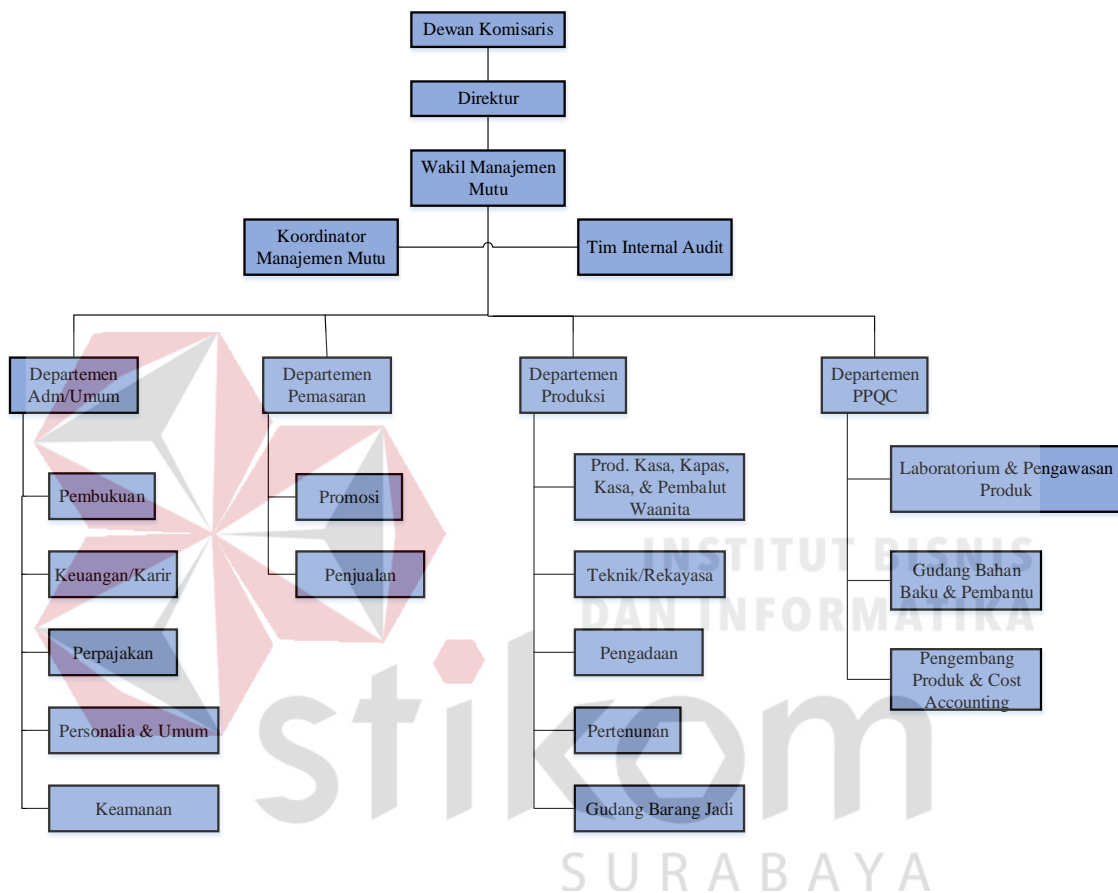 Dewan Komisaris
Direktur
Wakil Manajemen
Mutu
Koordinator
Manajemen Mutu
Tim Internal Audit
Departemen
Adm/Umum
Departemen
Pemasaran
Departemen
Produksi
Departemen
PPQC
Pembukuan
Keuangan/Karir
Perpajakan
Personalia & Umum
Keamanan
Promosi
Penjualan
Prod. Kasa, Kapas,
Kasa, & Pembalut
Waanita
Teknik/Rekayasa
Pengadaan
Pertenunan
Gudang Barang Jadi
Laboratorium & Pengawasan
Produk
Gudang Bahan
Baku & Pembantu
Pengembang
Produk & Cost
Accounting
INSTITUT BISNIS
DAN INFORMATIKA
stikom
SURABAYA